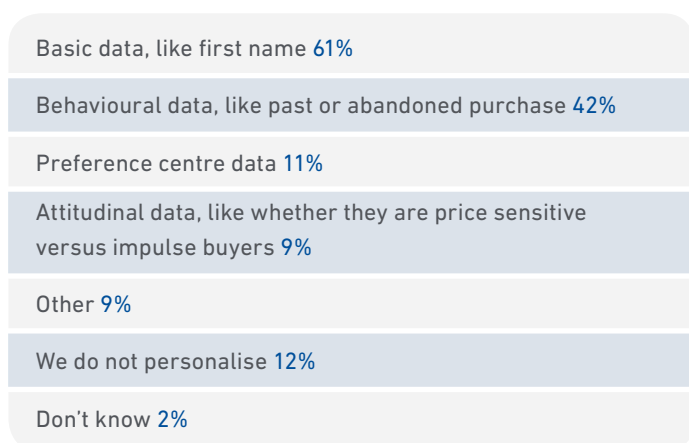 Basic data, like first name 61%
Behavioural data, like past or abandoned purchase 42%
Preference centre data 11%
Attitudinal data, like whether they are price sensitive
versus impulse buyers 9%
Other 9%
We do not personalise 12%
Don’t know 2%